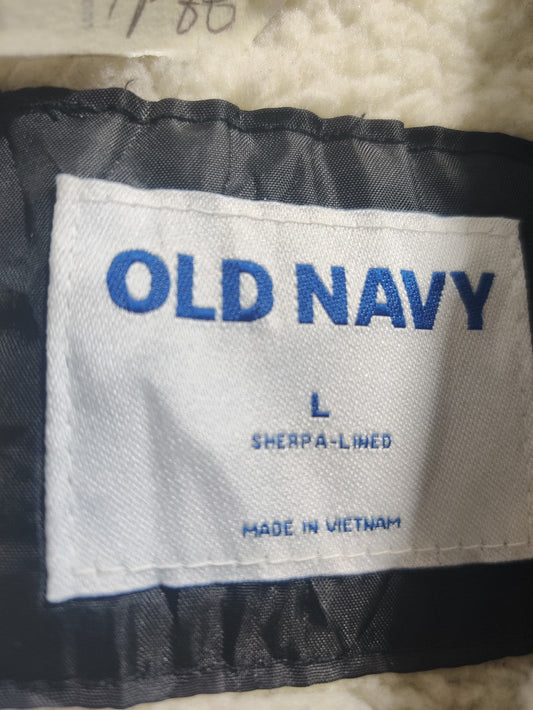 OLD NAVY
L
SHERPA-LINED
MADE IN VIETNAM